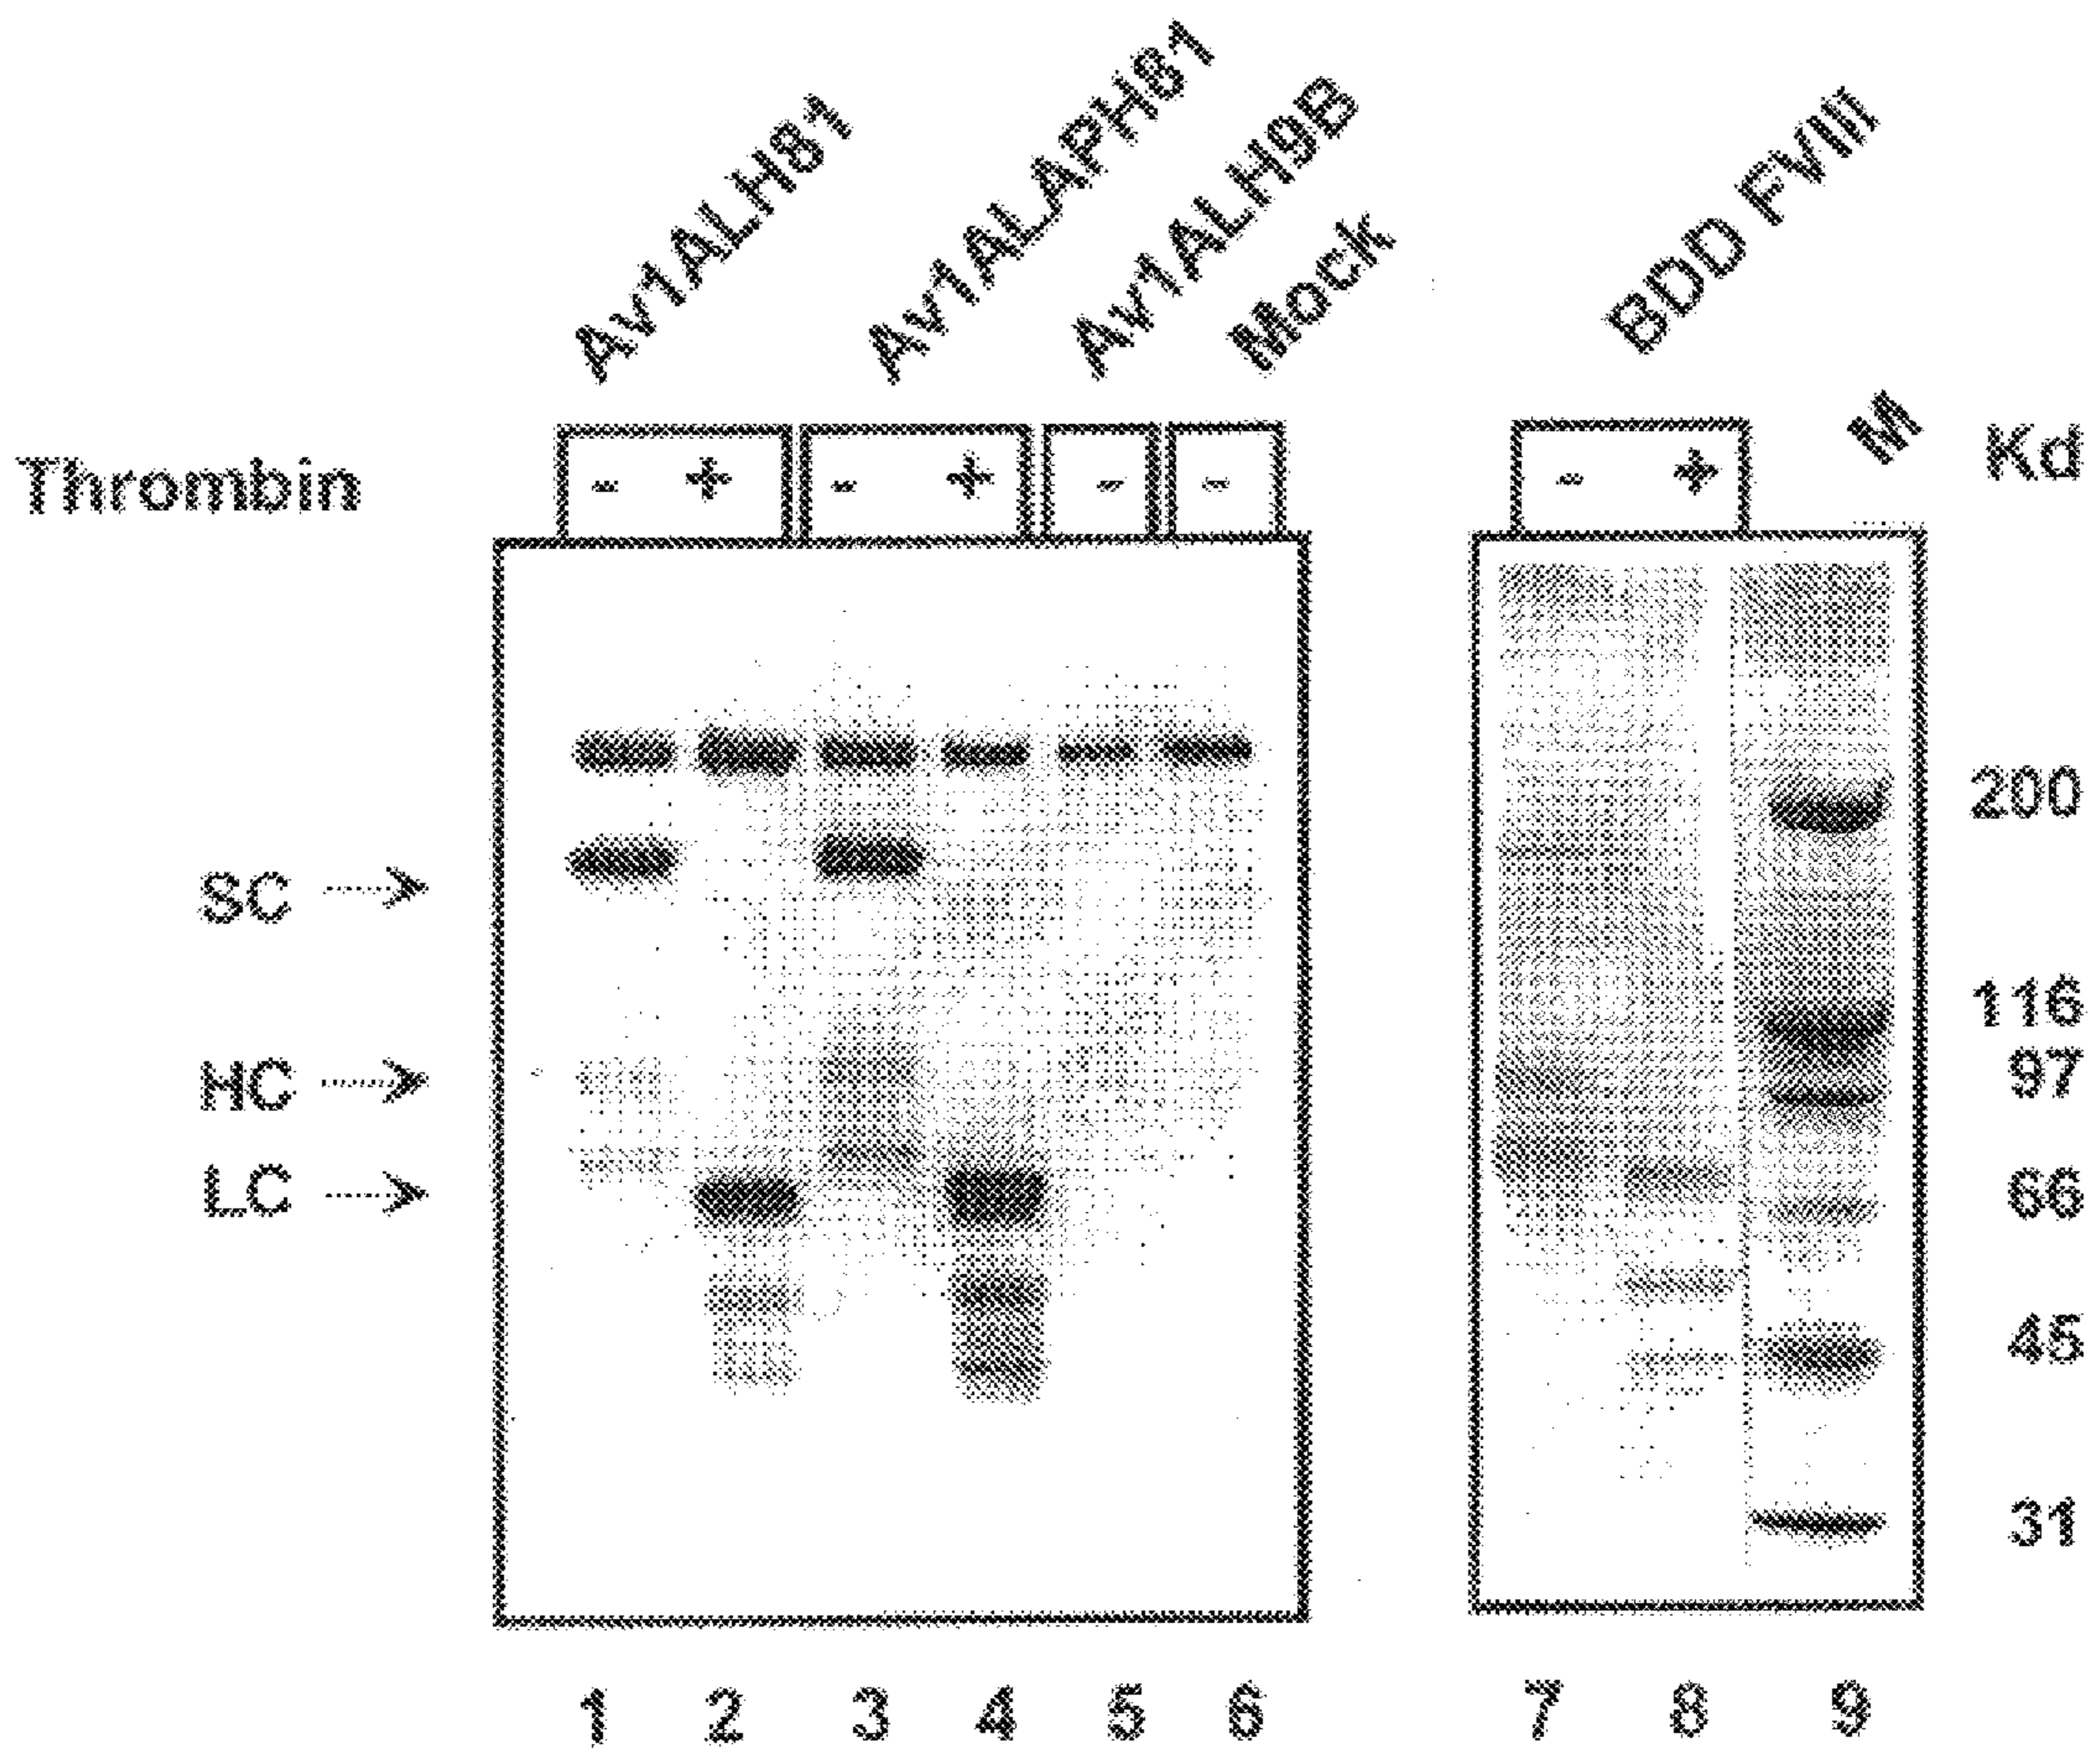 Av1ALH81
Av1ALAPH81
Av1ALH9B
Mock
BDD FVIII
M
Kd
Thrombin - + - + - - - +
200
SC
116
HC
97
LC
66
45
31
1 2 3 4 5 6 7 8 9